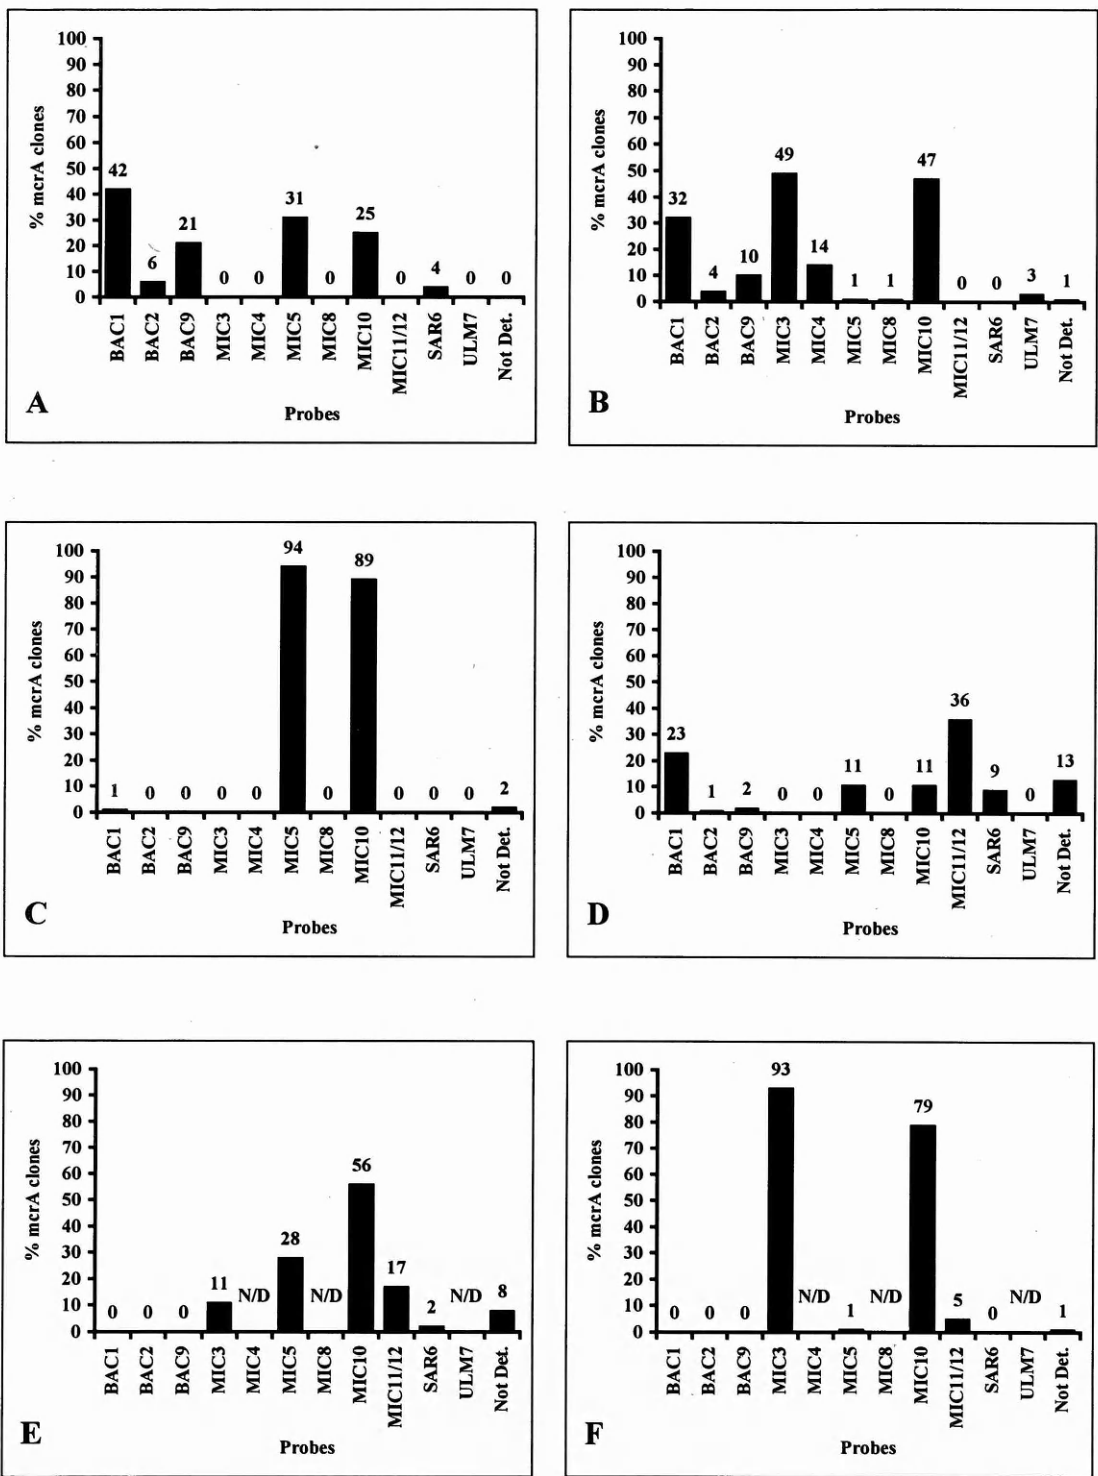 100
90
80
70
60
50
40
30
20
10
0
% mcrA clones
42
6
21
0
0
31
0
25
0
4
0
0
BAC1
BAC2
BAC9
MIC3
MIC4
MIC5
MIC8
MIC10
MIC11/12
SAR6
ULM7
Not Det.
Probes
A
100
90
80
70
60
50
40
30
20
10
0
% mcrA clones
32
4
10
49
14
1
1
47
0
0
3
1
BAC1
BAC2
BAC9
MIC3
MIC4
MIC5
MIC8
MIC10
MIC11/12
SAR6
ULM7
Not Det.
Probes
B
100
90
80
70
60
50
40
30
20
10
0
% mcrA clones
1
0
0
0
0
94
0
89
0
0
0
2
BAC1
BAC2
BAC9
MIC3
MIC4
MIC5
MIC8
MIC10
MIC11/12
SAR6
ULM7
Not Det.
Probes
C
100
90
80
70
60
50
40
30
20
10
0
% mcrA clones
23
1
2
0
0
11
0
11
36
9
0
13
BAC1
BAC2
BAC9
MIC3
MIC4
MIC5
MIC8
MIC10
MIC11/12
SAR6
ULM7
Not Det.
Probes
D
100
90
80
70
60
50
40
30
20
10
0
% mcrA clones
0
0
0
11
N/D
28
N/D
56
17
2
N/D
8
BAC1
BAC2
BAC9
MIC3
MIC4
MIC5
MIC8
MIC10
MIC11/12
SAR6
ULM7
Not Det.
Probes
E
100
90
80
70
60
50
40
30
20
10
0
% mcrA clones
0
0
0
93
N/D
1
N/D
79
5
0
N/D
1
BAC1
BAC2
BAC9
MIC3
MIC4
MIC5
MIC8
MIC10
MIC11/12
SAR6
ULM7
Not Det.
Probes
F